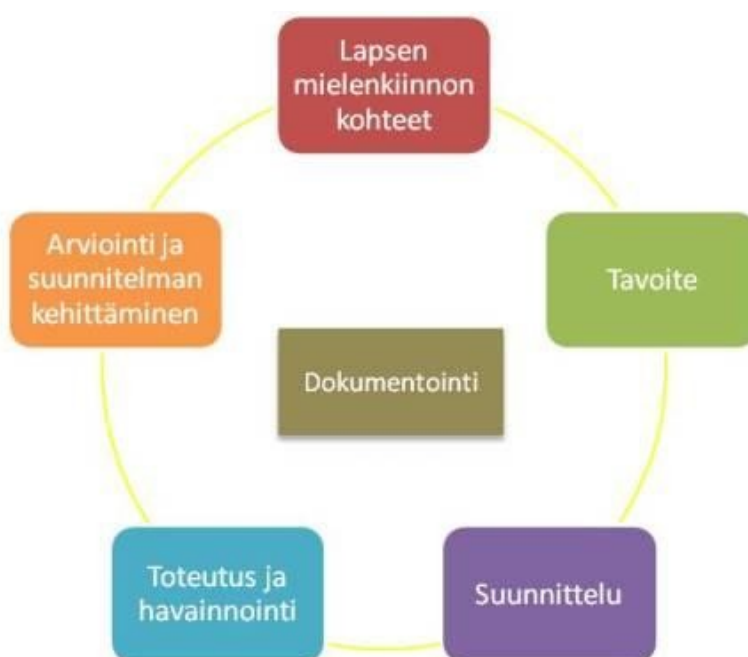 Lapsen
mielenkiinnon
kohteet
Tavoite
Suunnittelu
Toteutus ja
havainnointi
Arviointi ja
suunnitelman
kehittäminen
Dokumentointi